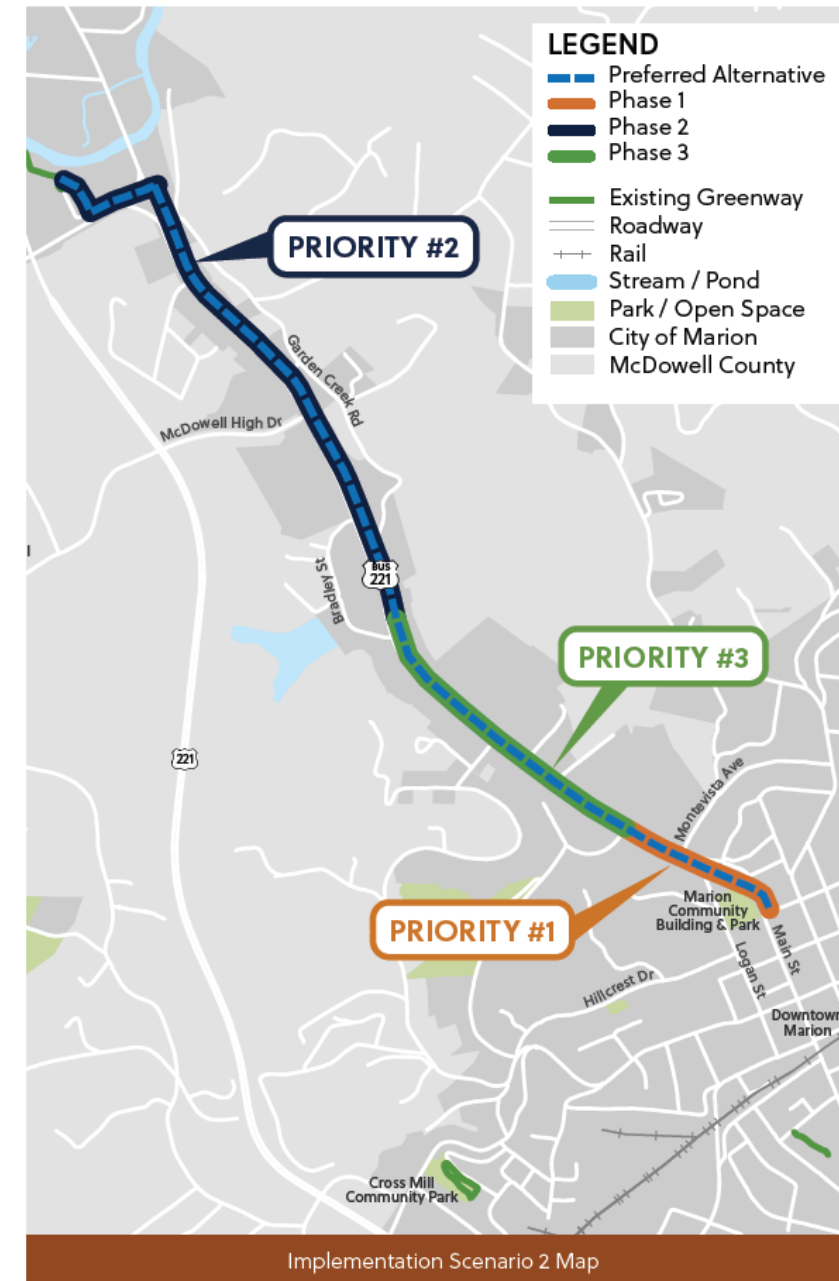 LEGEND
Preferred Alternative
Phase 1
Phase 2
Phase 3
Existing Greenway
Roadway
Rail
Stream / Pond
Park / Open Space
City of Marion
McDowell County
PRIORITY #2
Garden Creek Rd
McDowell High Dr
Bradley St
BUS
221
PRIORITY #3
221
Montevista Ave
Marion
Community
Building & Park
PRIORITY #1
Main St
Logan St
Hillcrest Dr
Downtown
Marion
Cross Mill
Community Park
Implementation Scenario 2 Map